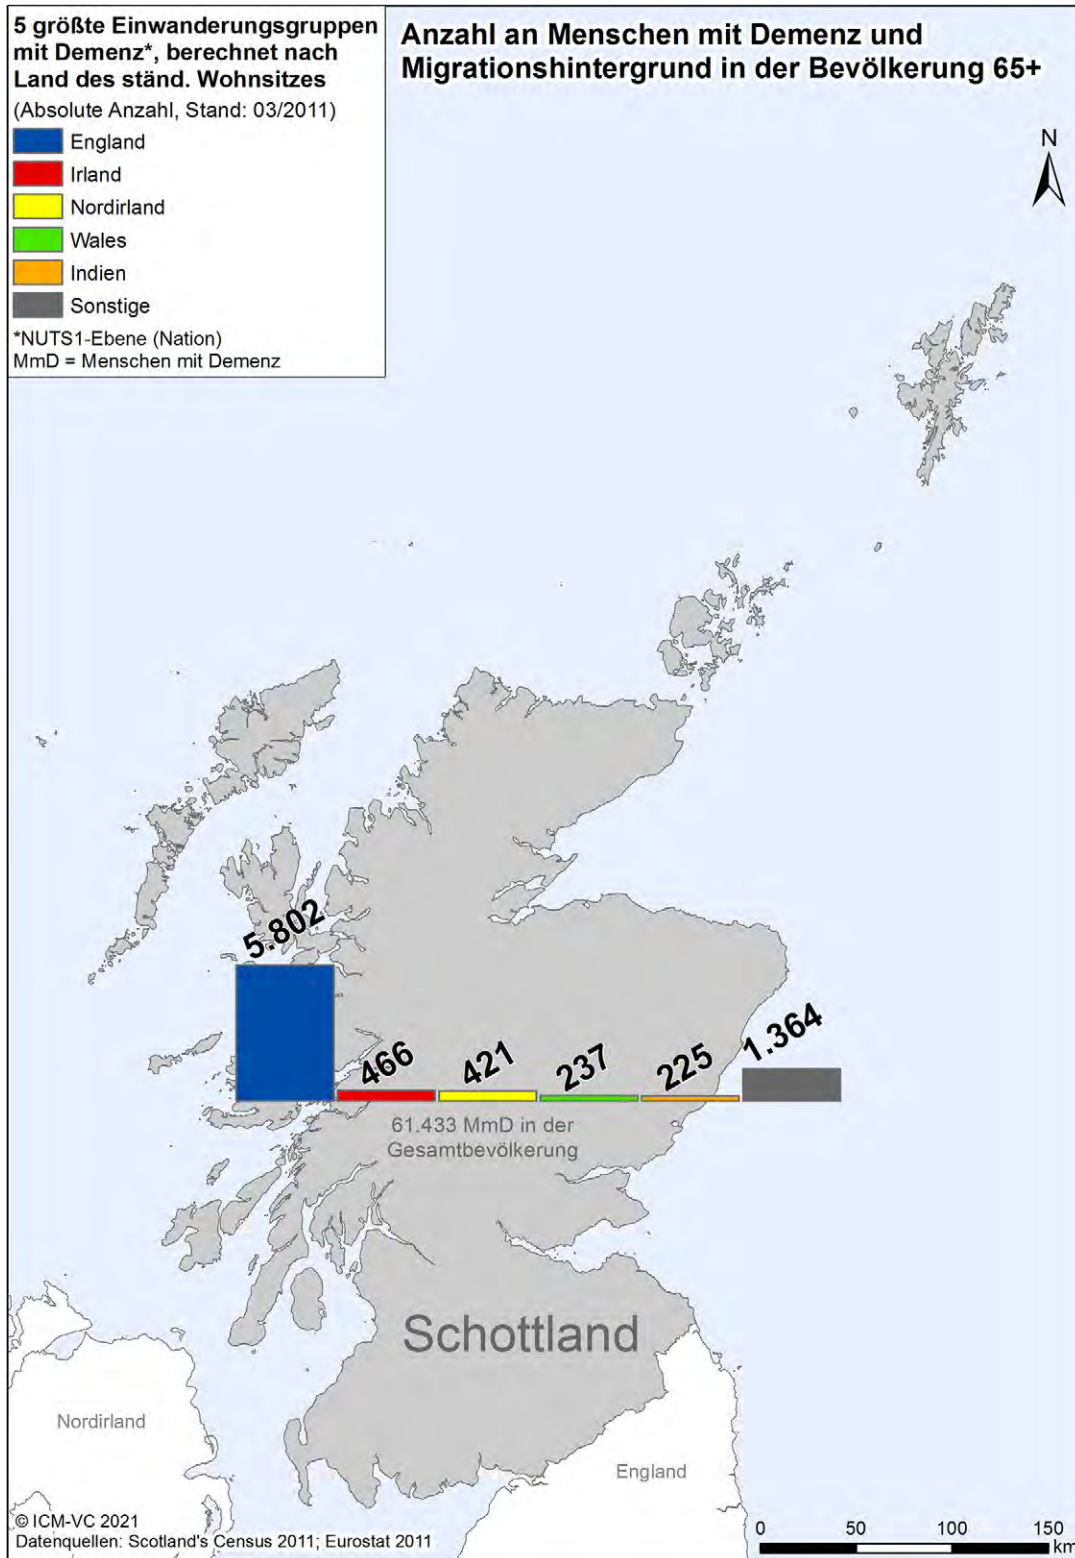 5 größte Einwanderungsgruppen
mit Demenz*, berechnet nach
Land des ständ. Wohnsitzes
(Absolute Anzahl, Stand: 03/2011)
England
Irland
Nordirland
Wales
Indien
Sonstige
*NUTS1-Ebene (Nation)
MmD = Menschen mit Demenz
Anzahl an Menschen mit Demenz und
Migrationshintergrund in der Bevölkerung 65+
N
5.802
466
421
237
225
1.364
61.433 MmD in der
Gesamtbevölkerung
Schottland
Nordirland
England
© ICM-VC 2021
Datenquellen: Scotland's Census 2011; Eurostat 2011
0 50 100 150
km